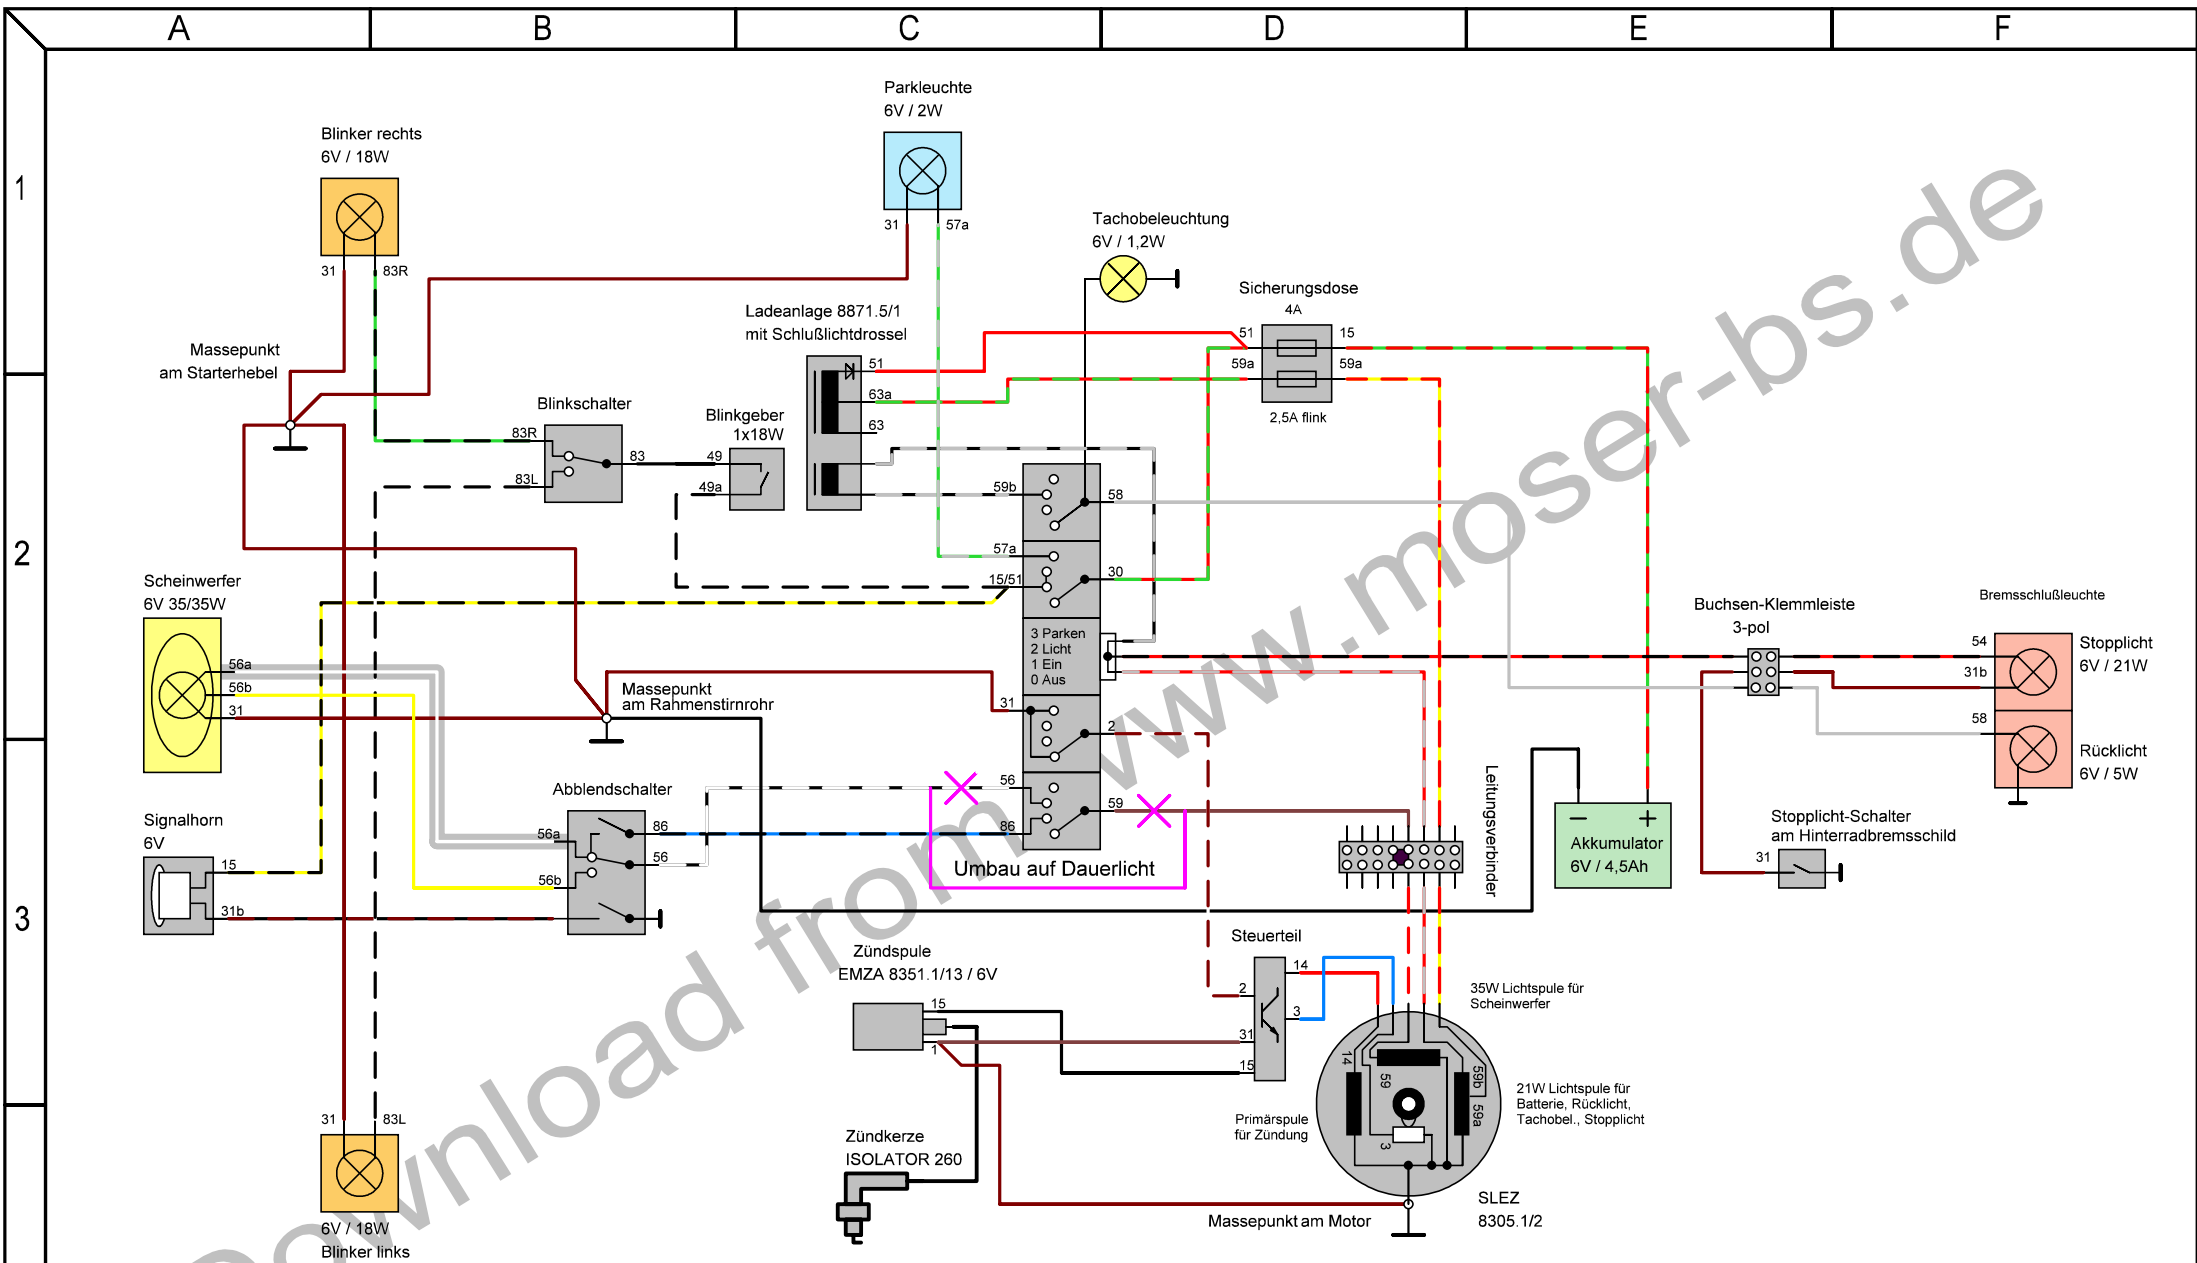 A B C D E F
1
2
3
Parkleuchte
6V / 2W
31 57a
Blinker rechts
6V / 18W
31 83R
Tachobeleuchtung
6V / 1,2W
Sicherungsdose
4A
51 15
59a 59a
2,5A flink
Ladeanlage 8871.5/1
mit Schlußlichtdrossel
51
63a
63
Massepunkt
am Starterhebel
Blinkschalter
83R
83L
83
Blinkgeber
1x18W
49
49a
59b
58
57a
15/51
30
3 Parken
2 Licht
1 Ein
0 Aus
31
2
56
59
86
Umbau auf Dauerlicht
Scheinwerfer
6V 35/35W
56a
56b
31
Massepunkt
am Rahmenstirnrohr
Abblendschalter
56a
56b
86
56
Signalhorn
6V
15
31b
Buchsen-Klemmleiste
3-pol
Bremsschlußleuchte
54
31b
58
Stopplicht
6V / 21W
Rücklicht
6V / 5W
Stopplicht-Schalter
am Hinterradbremsschild
31
Leitungsverbinder
Akkumulator
6V / 4,5Ah
Steuerteil
14
2
3
31
15
Zündspule
EMZA 8351.1/13 / 6V
15
1
35W Lichtspule für
Scheinwerfer
14
59
59b
59a
3
21W Lichtspule für
Batterie, Rücklicht,
Tachobel., Stopplicht
Primärspule
für Zündung
Zündkerze
ISOLATOR 260
SLEZ
8305.1/2
Massepunkt am Motor
31 83L
6V / 18W
Blinker links
Download from www.moser-bs.de